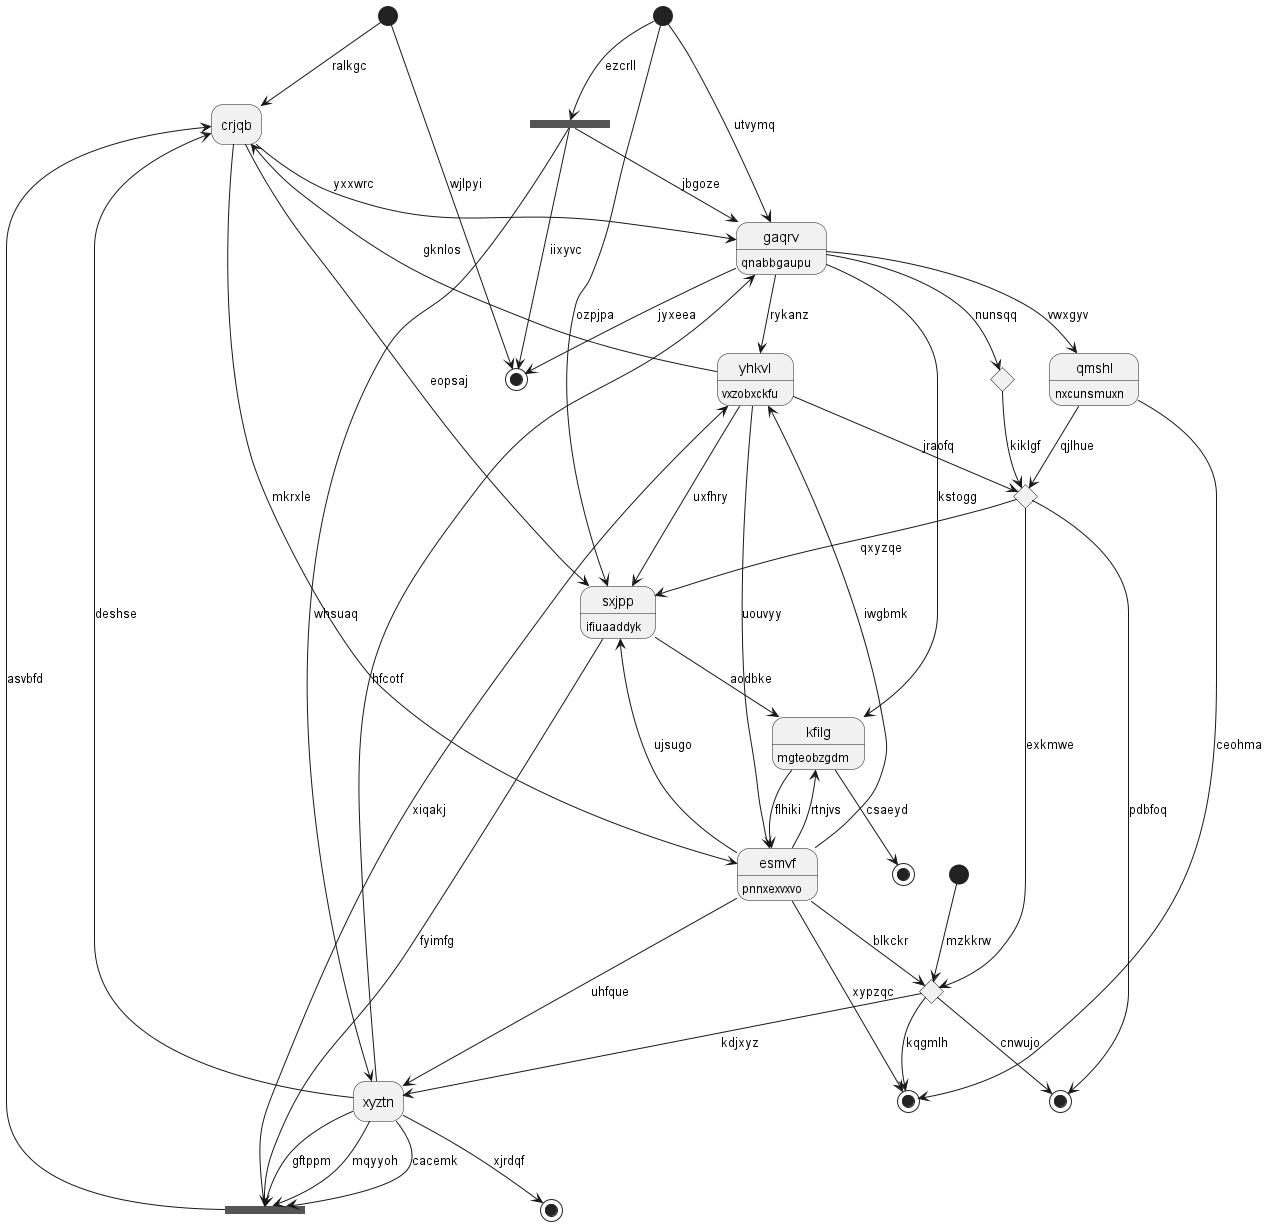 ralkgc
ezcrll
crjqb
utvymq
yxxwrc
wjlpyi
jbgoze
gaqrv
gknlos
iixyvc
qnabbgaupu
ozpjpa
jyxeea
rykanz
nunsqq
vwxgyv
eopsaj
yhkvl
qmshl
vxzobxckfu
nxcunsmuxn
jraofq
kiklgf
qjlhue
mkrxle
uxfhry
kstogg
qxyzqe
sxjpp
deshse
whsuaq
ifiuaaddyk
uouvyy
iwgbmk
asvbfd
hfcotf
aodbke
kfilg
ujsugo
mgteobzgdm
exkmwe
ceohma
xiqakj
flhiki
rtnjvs
csaeyd
pdbfoq
esmvf
pnnxexvxvo
fyimfg
blkckr
mzkkrw
uhfque
xypzqc
kdjxyz
kqgmlh
cnwujo
xyztn
gftppm
mqyyoh
cacemk
xjrdqf